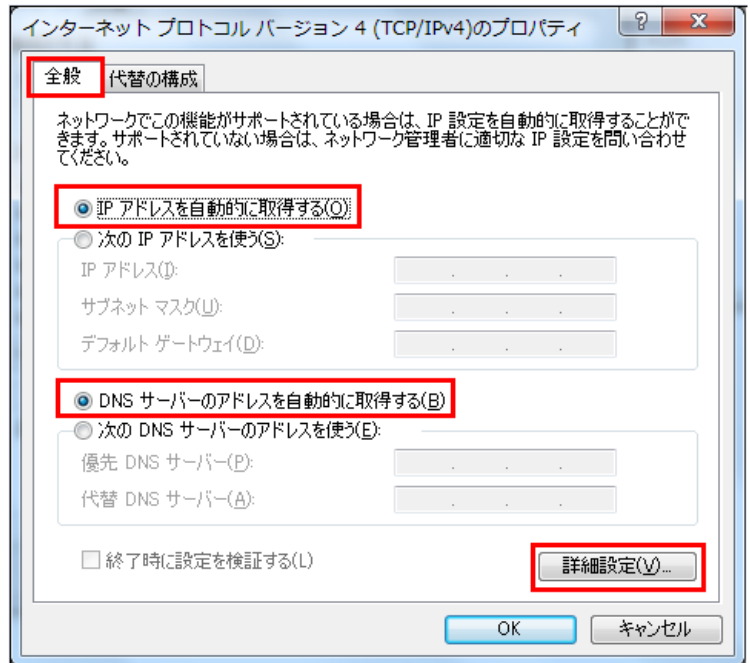 インターネット プロトコル バージョン 4 (TCP/IPv4)のプロパティ
全般 代替の構成
ネットワークでこの機能がサポートされている場合は、IP 設定を自動的に取得することがで
きます。サポートされていない場合は、ネットワーク管理者に適切な IP 設定を問い合わせ
てください。
IP アドレスを自動的に取得する(O)
次の IP アドレスを使う(S):
IP アドレス(I):
サブネット マスク(U):
デフォルト ゲートウェイ(D):
DNS サーバーのアドレスを自動的に取得する(B)
次の DNS サーバーのアドレスを使う(E):
優先 DNS サーバー(P):
代替 DNS サーバー(A):
終了時に設定を検証する(L)
詳細設定(V)...
OK キャンセル